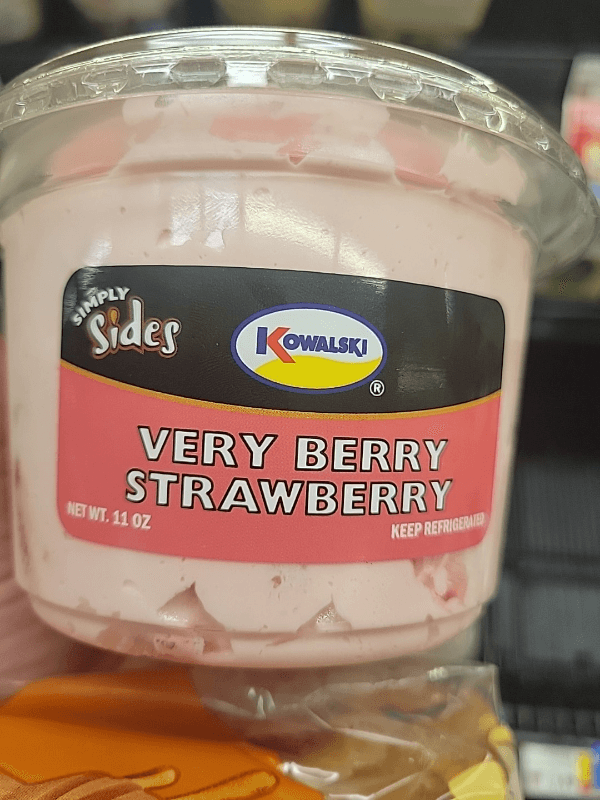 SIMPLY
Sides
KOWALSKI
®
VERY BERRY
STRAWBERRY
NET WT. 11 OZ
KEEP REFRIGERATED